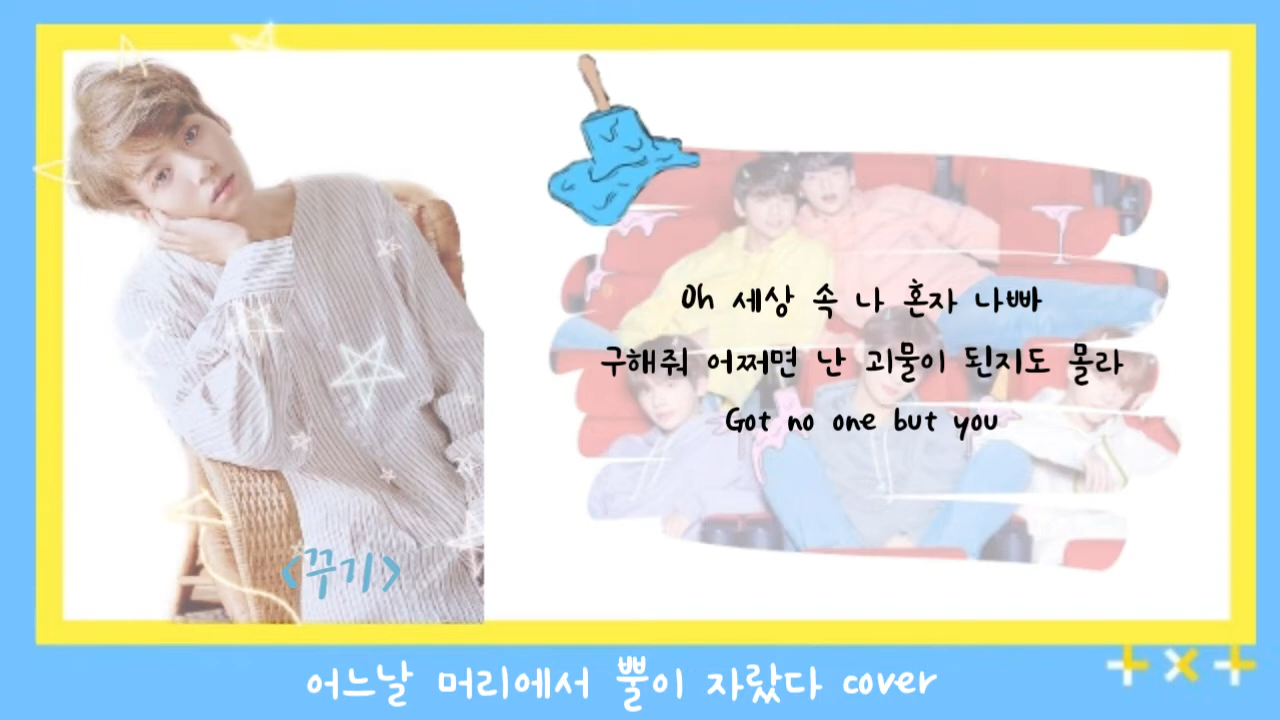 Oh 세상 속 나 혼자 나빠
구해줘 어쩌면 난 괴물이 된지도 몰라
Got no one but you
<꾸기>
어느날 머리에서 뿔이 자랐다 cover
+x+